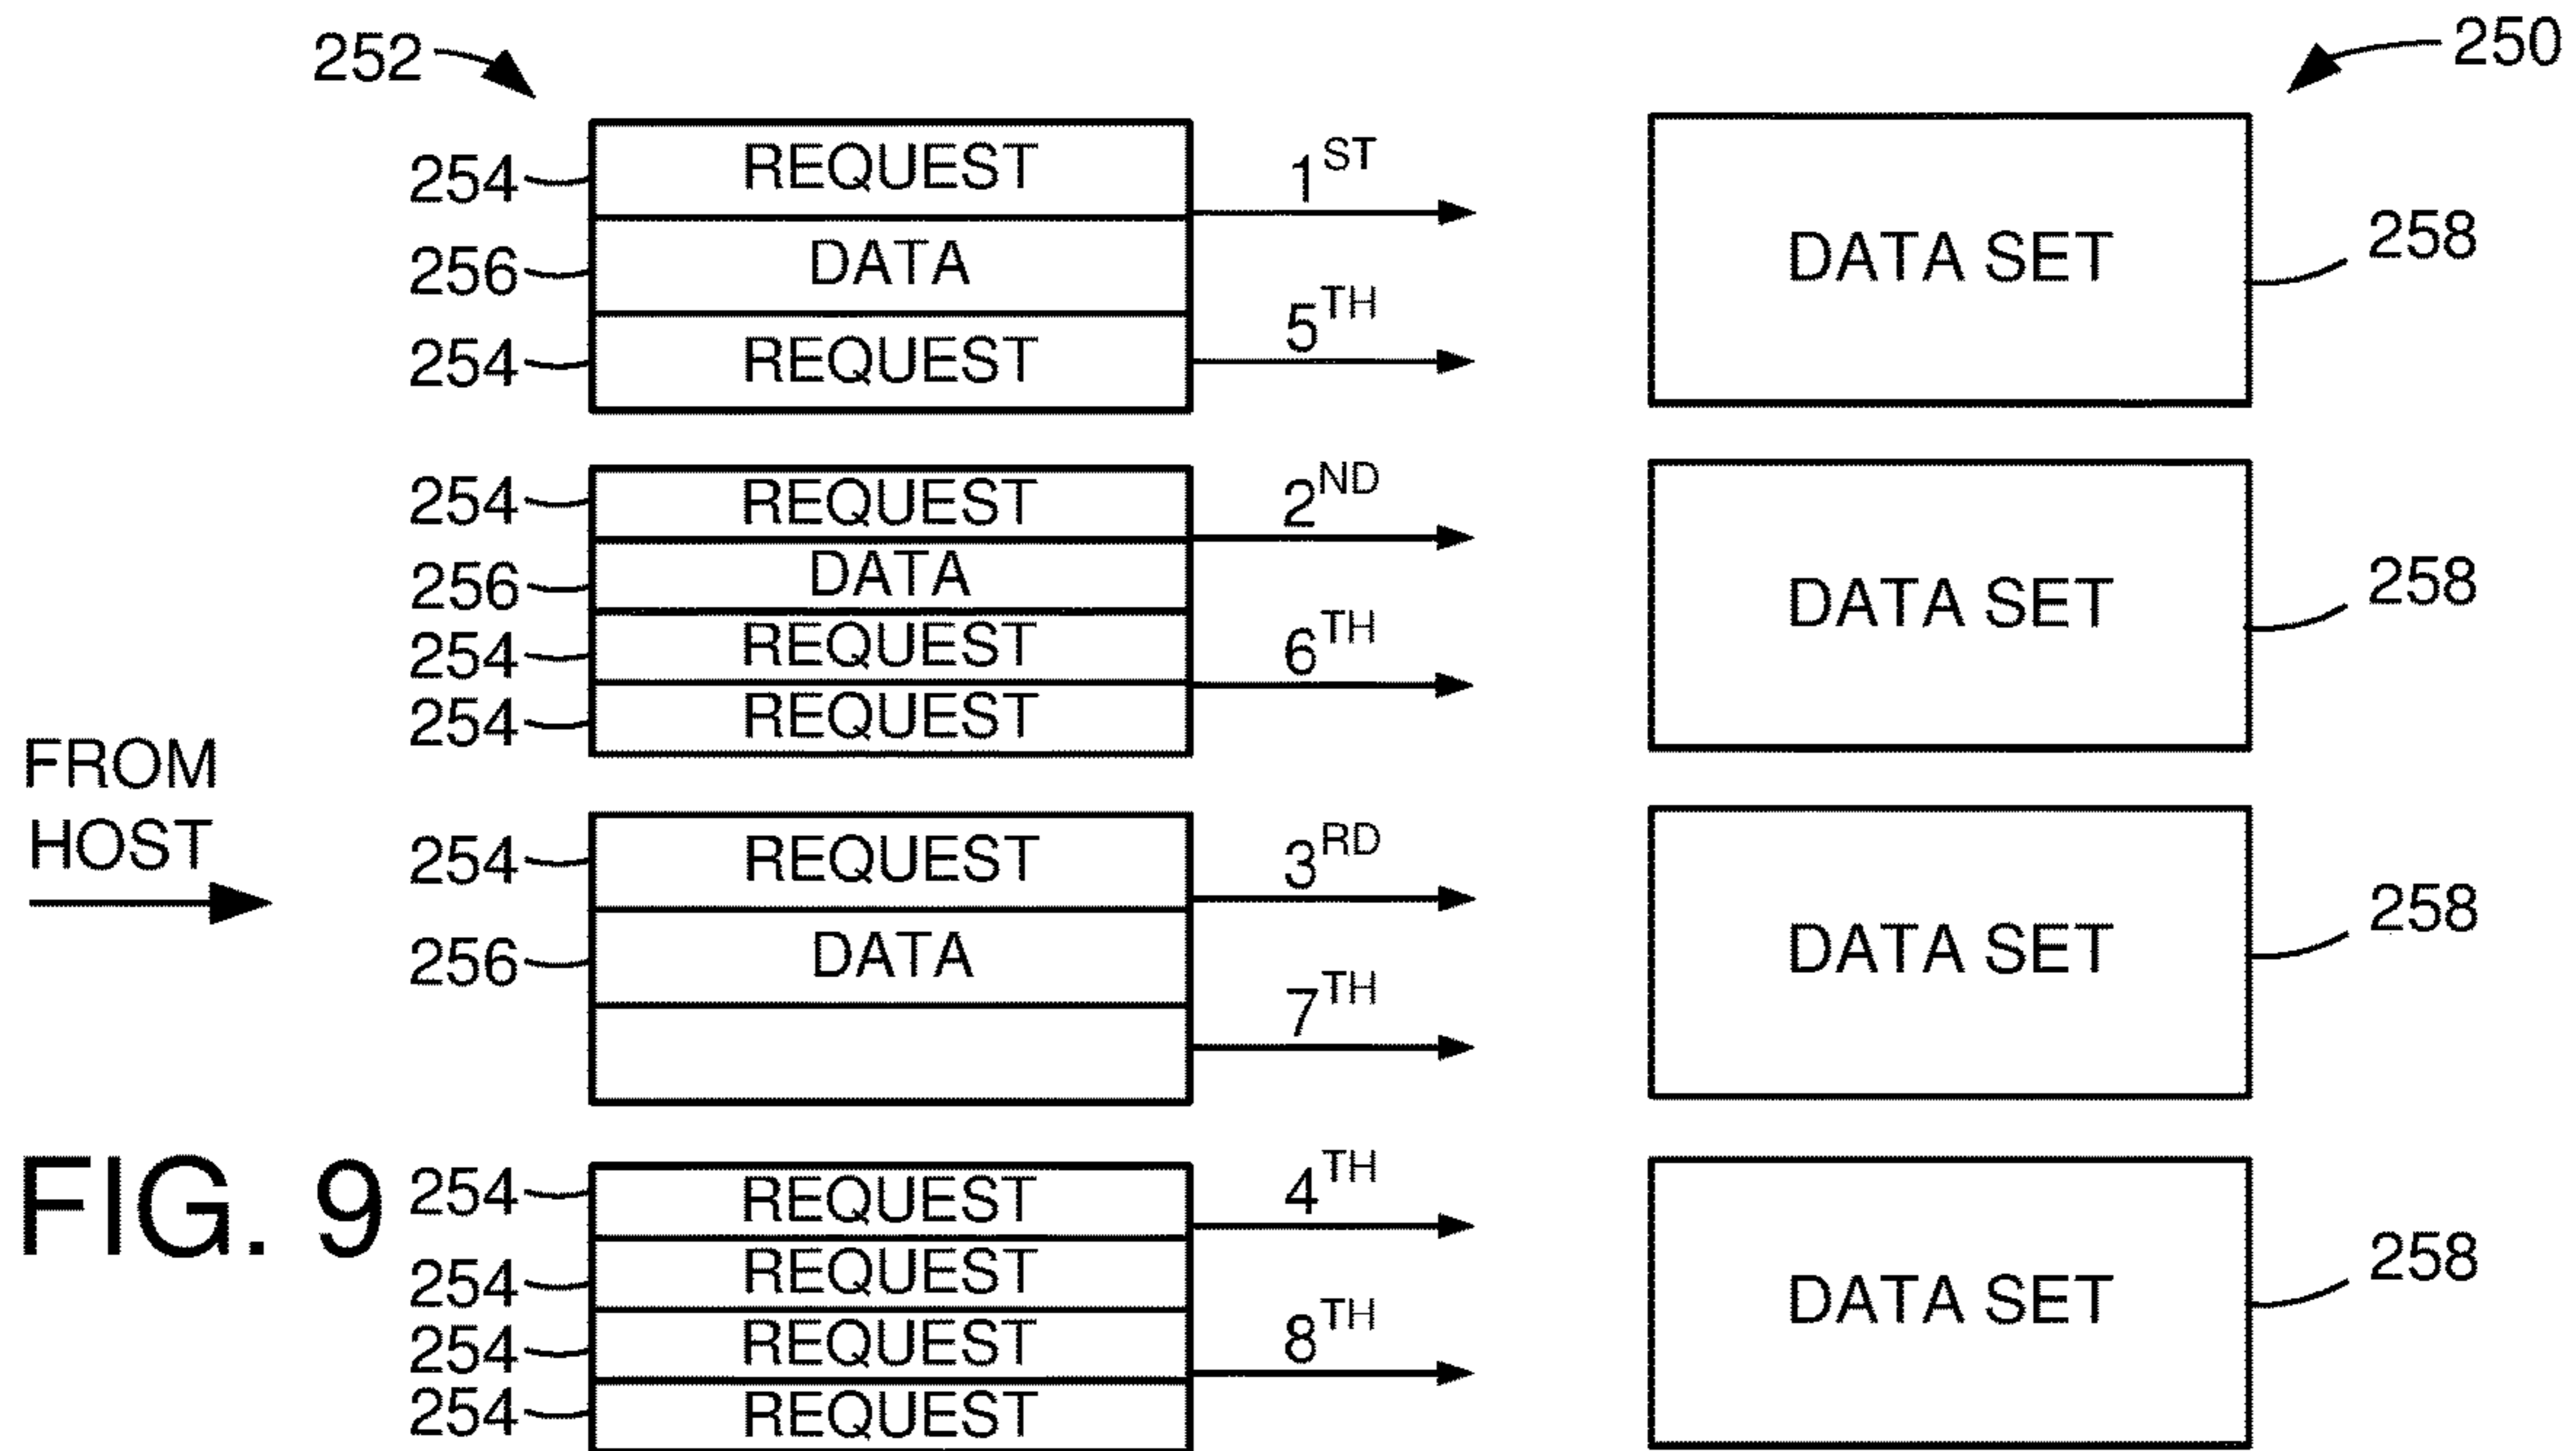 252
250
254
REQUEST
1ST
256
DATA
5TH
254
REQUEST
DATA SET
258
254
REQUEST
2ND
256
DATA
254
REQUEST
6TH
254
REQUEST
DATA SET
258
FROM
HOST
254
REQUEST
3RD
256
DATA
7TH
DATA SET
258
FIG. 9
254
REQUEST
4TH
254
REQUEST
254
REQUEST
8TH
254
REQUEST
DATA SET
258